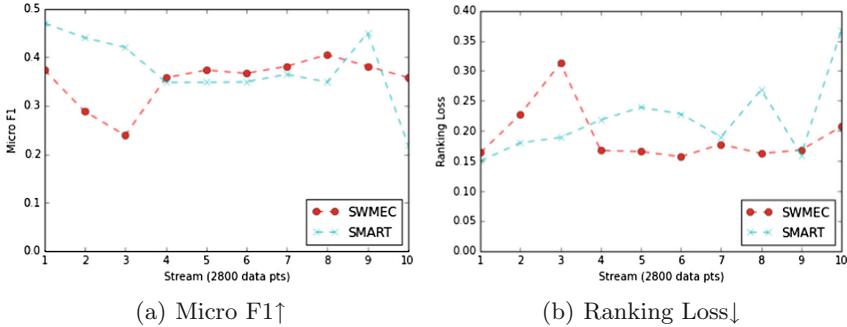 0.5
0.4
0.3
0.2
0.1
0.0
Micro F1
1 2 3 4 5 6 7 8 9 10
Stream (2800 data pts)
SWMEC
SMART
(a) Micro F1↑
0.40
0.35
0.30
0.25
0.20
0.15
0.10
0.05
0.00
Ranking Loss
1 2 3 4 5 6 7 8 9 10
Stream (2800 data pts)
SWMEC
SMART
(b) Ranking Loss↓